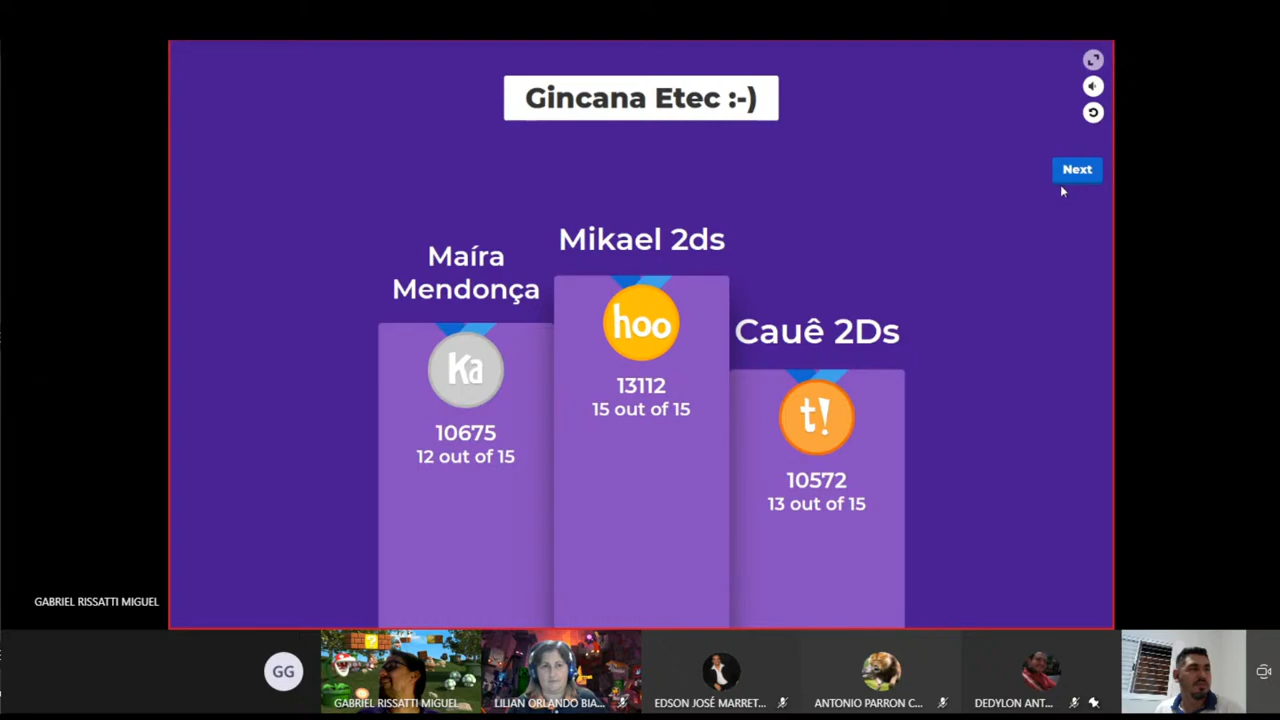 Gincana Etec :-)
Next
Mikael 2ds
Maíra
Mendonça
Cauê 2Ds
hoo
Ka
t!
13112
15 out of 15
10675
12 out of 15
10572
13 out of 15
GABRIEL RISSATTI MIGUEL
GG
GABRIEL RISSATTI MIGUEL
LILIAN ORLANDO BIA...
EDSON JOSÉ MARRET...
ANTONIO PARRON C...
DEDYLON ANT...